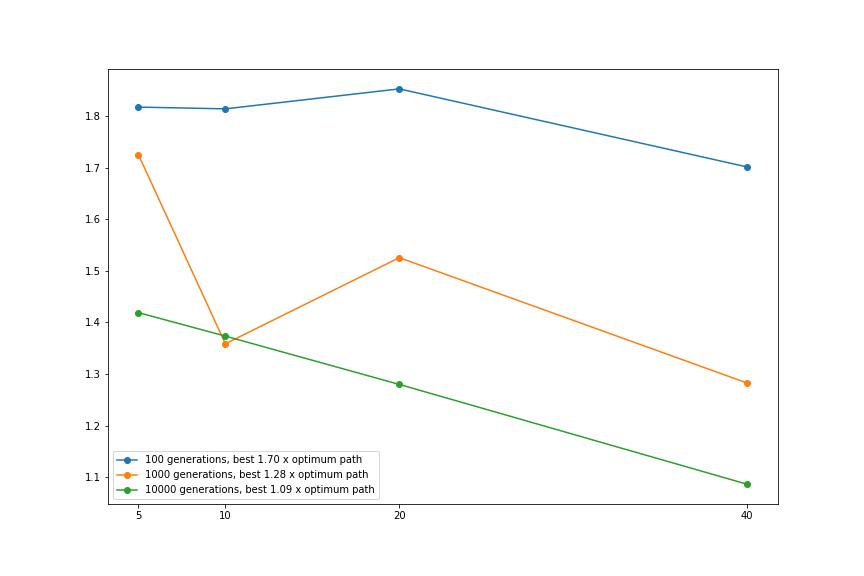 1.8
1.7
1.6
1.5
1.4
1.3
1.2
1.1
100 generations, best 1.70 x optimum path
1000 generations, best 1.28 x optimum path
10000 generations, best 1.09 x optimum path
5 10 20 40